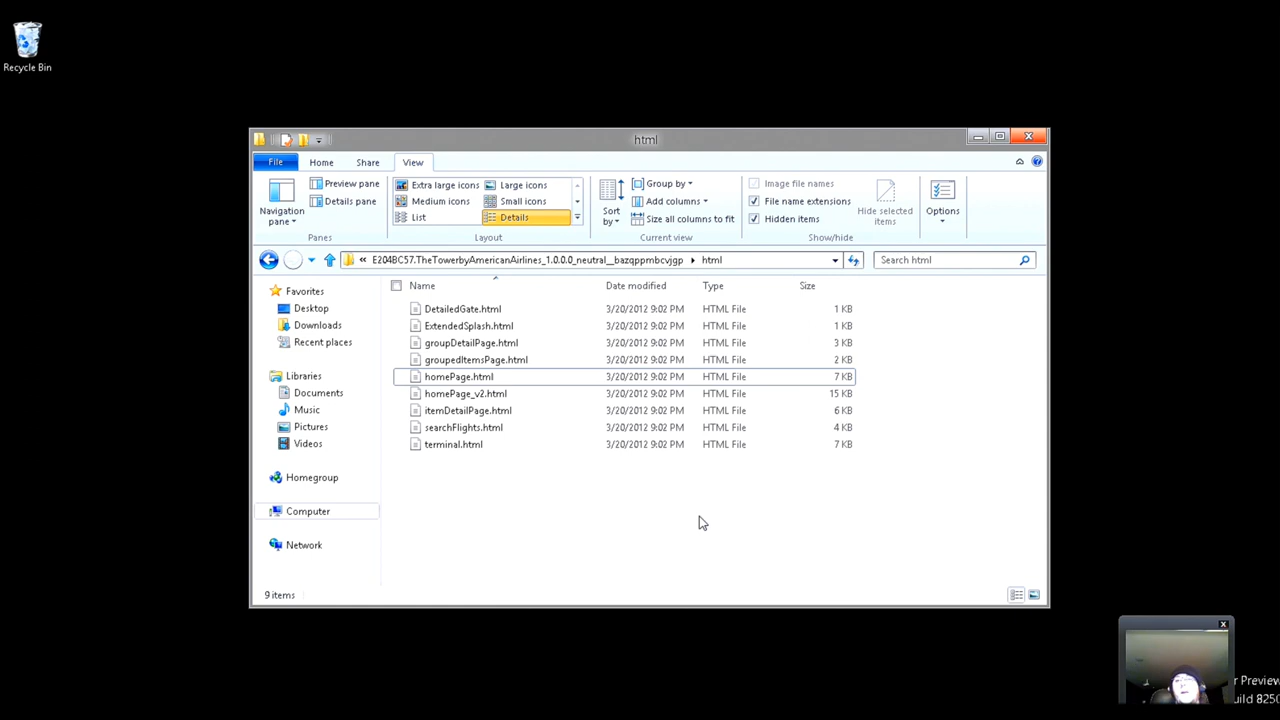 Recycle Bin
html
File Home Share View
Navigation pane
Preview pane
Details pane
Panes
Extra large icons Large icons
Medium icons Small icons
List Details
Layout
Sort by
Group by
Add columns
Size all columns to fit
Current view
Image file names
File name extensions
Hidden items
Hide selected items
Show/hide
Options
« E204BC57.TheTowerbyAmericanAirlines_1.0.0.0_neutral__bazqppmbcvjgp html
Search html
Favorites
Desktop
Downloads
Recent places
Libraries
Documents
Music
Pictures
Videos
Homegroup
Computer
Network
Name Date modified Type Size
DetailedGate.html 3/20/2012 9:02 PM HTML File 1 KB
ExtendedSplash.html 3/20/2012 9:02 PM HTML File 1 KB
groupDetailPage.html 3/20/2012 9:02 PM HTML File 3 KB
groupedItemsPage.html 3/20/2012 9:02 PM HTML File 2 KB
homePage.html 3/20/2012 9:02 PM HTML File 7 KB
homePage_v2.html 3/20/2012 9:02 PM HTML File 15 KB
itemDetailPage.html 3/20/2012 9:02 PM HTML File 6 KB
searchFlights.html 3/20/2012 9:02 PM HTML File 4 KB
terminal.html 3/20/2012 9:02 PM HTML File 7 KB
9 items
r Preview
uild 8250